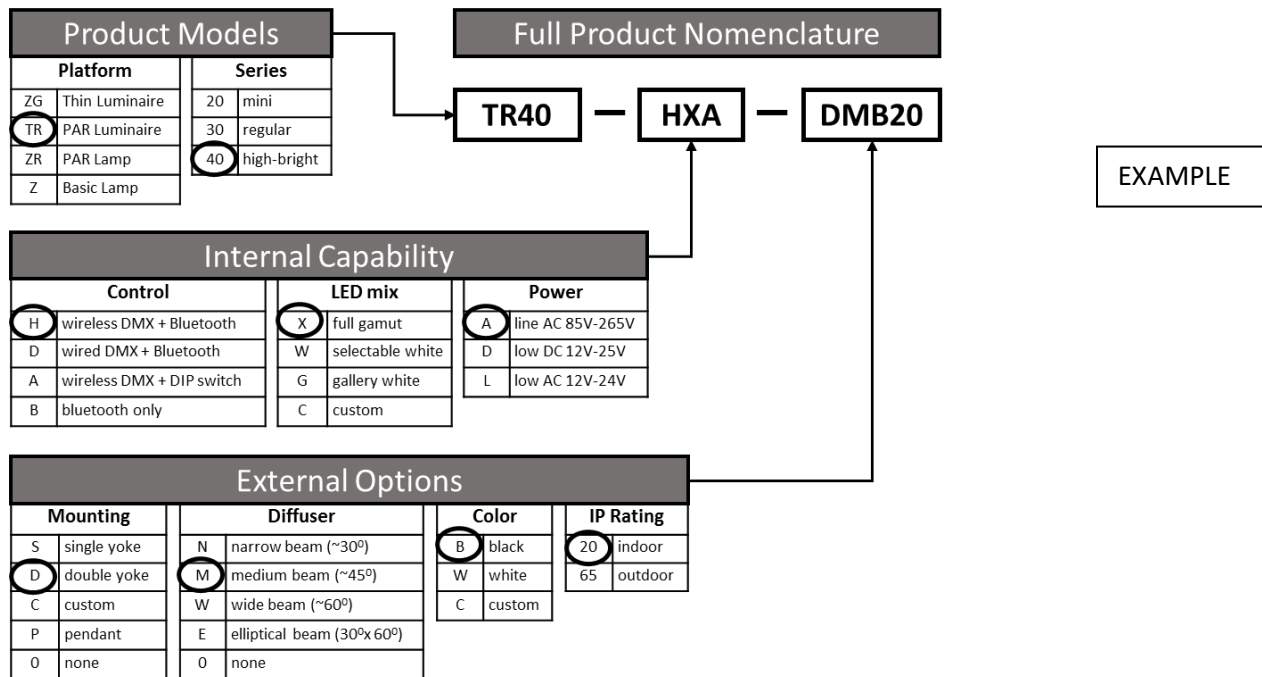 Product Models
Full Product Nomenclature
Platform Series
ZG Thin Luminaire 20 mini
TR PAR Luminaire 30 regular
ZR PAR Lamp 40 high-bright
Z Basic Lamp
TR40 – HXA – DMB20
EXAMPLE
Internal Capability
Control LED mix Power
H wireless DMX + Bluetooth X full gamut A line AC 85V-265V
D wired DMX + Bluetooth W selectable white D low DC 12V-25V
A wireless DMX + DIP switch G gallery white L low AC 12V-24V
B bluetooth only C custom
External Options
Mounting Diffuser Color IP Rating
S single yoke N narrow beam (~30⁰) B black 20 indoor
D double yoke M medium beam (~45⁰) W white 65 outdoor
C custom W wide beam (~60⁰) C custom
P pendant E elliptical beam (30⁰x 60⁰)
0 none 0 none